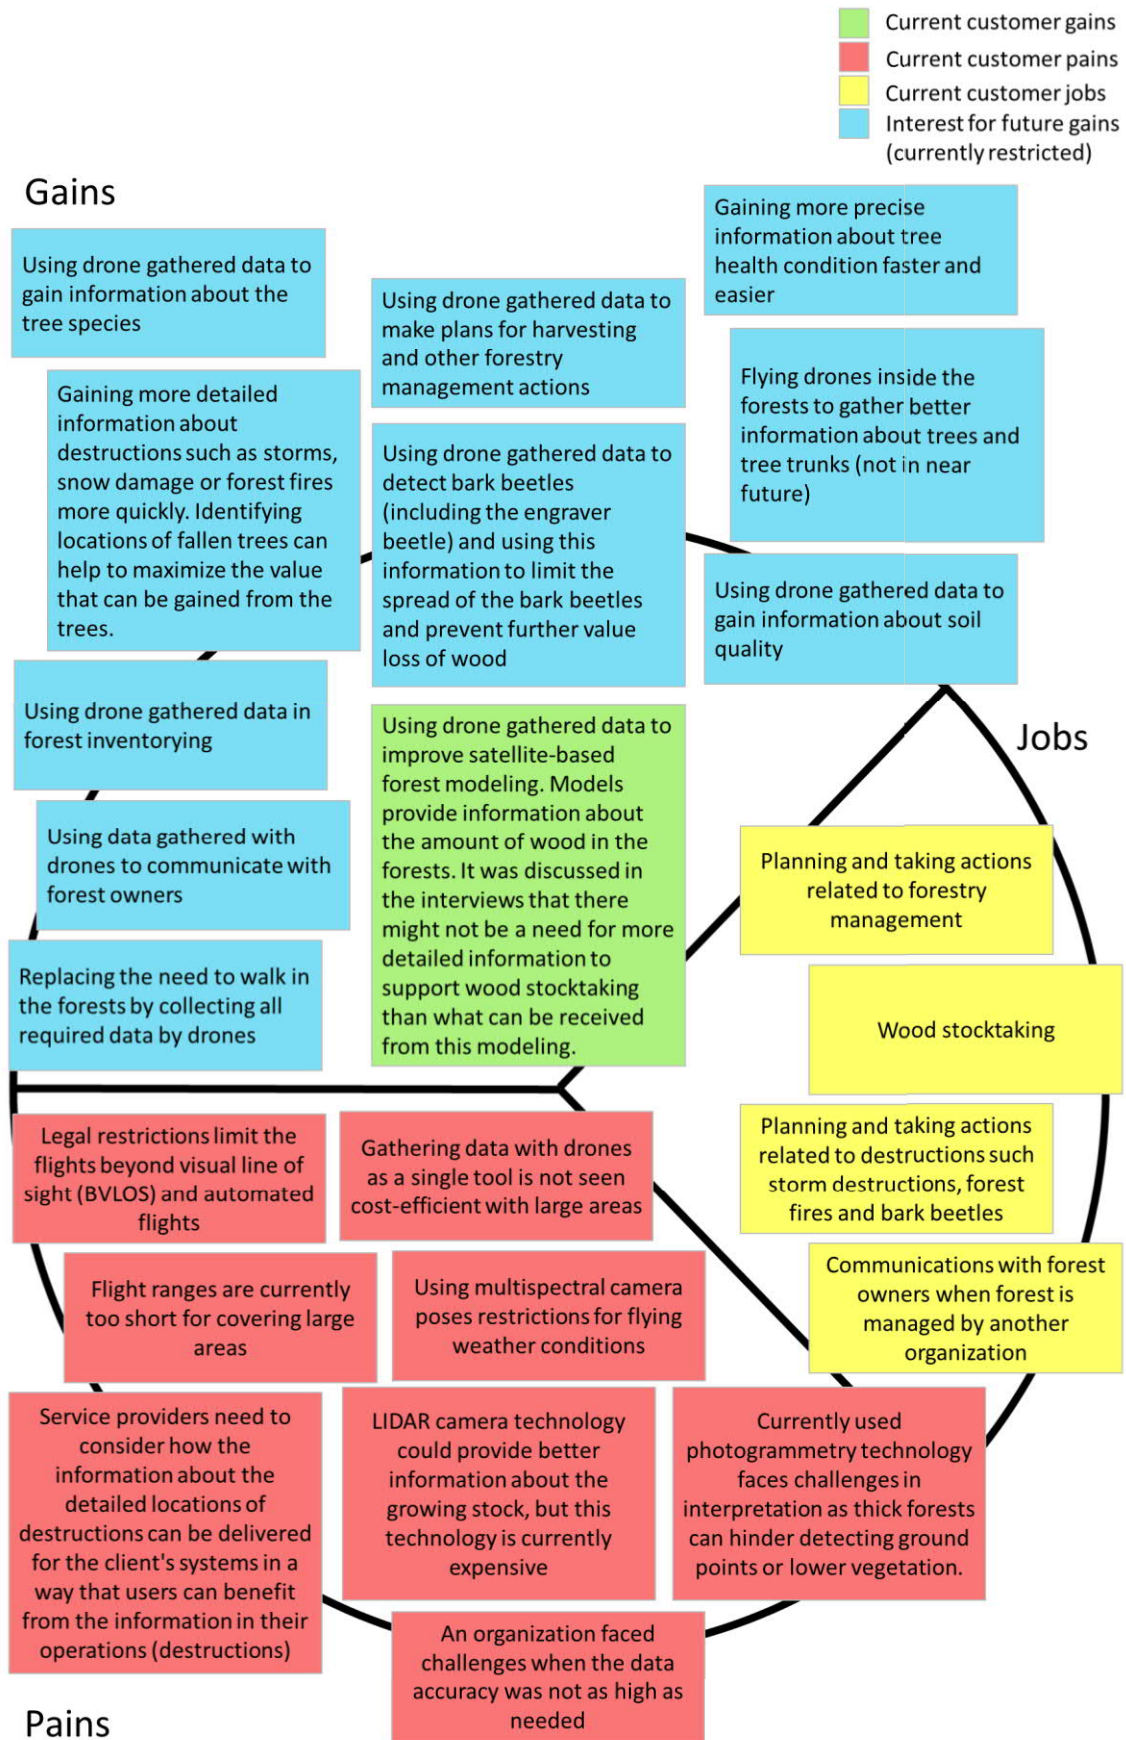 Current customer gains
Current customer pains
Current customer jobs
Interest for future gains
(currently restricted)
Gains
Using drone gathered data to
gain information about the
tree species
Using drone gathered data to
make plans for harvesting
and other forestry
management actions
Gaining more precise
information about tree
health condition faster and
easier
Gaining more detailed
information about
destructions such as storms,
snow damage or forest fires
more quickly. Identifying
locations of fallen trees can
help to maximize the value
that can be gained from the
trees.
Using drone gathered data to
detect bark beetles
(including the engraver
beetle) and using this
information to limit the
spread of the bark beetles
and prevent further value
loss of wood
Flying drones inside the
forests to gather better
information about trees and
tree trunks (not in near
future)
Using drone gathered data to
gain information about soil
quality
Using drone gathered data in
forest inventorying
Using data gathered with
drones to communicate with
forest owners
Replacing the need to walk in
the forests by collecting all
required data by drones
Using drone gathered data to
improve satellite-based
forest modeling. Models
provide information about
the amount of wood in the
forests. It was discussed in
the interviews that there
might not be a need for more
detailed information to
support wood stocktaking
than what can be received
from this modeling.
Jobs
Planning and taking actions
related to forestry
management
Wood stocktaking
Planning and taking actions
related to destructions such
storm destructions, forest
fires and bark beetles
Communications with forest
owners when forest is
managed by another
organization
Legal restrictions limit the
flights beyond visual line of
sight (BVLOS) and automated
flights
Gathering data with drones
as a single tool is not seen
cost-efficient with large areas
Flight ranges are currently
too short for covering large
areas
Using multispectral camera
poses restrictions for flying
weather conditions
Service providers need to
consider how the
information about the
detailed locations of
destructions can be delivered
for the client's systems in a
way that users can benefit
from the information in their
operations (destructions)
LIDAR camera technology
could provide better
information about the
growing stock, but this
technology is currently
expensive
Currently used
photogrammetry technology
faces challenges in
interpretation as thick forests
can hinder detecting ground
points or lower vegetation.
An organization faced
challenges when the data
accuracy was not as high as
needed
Pains